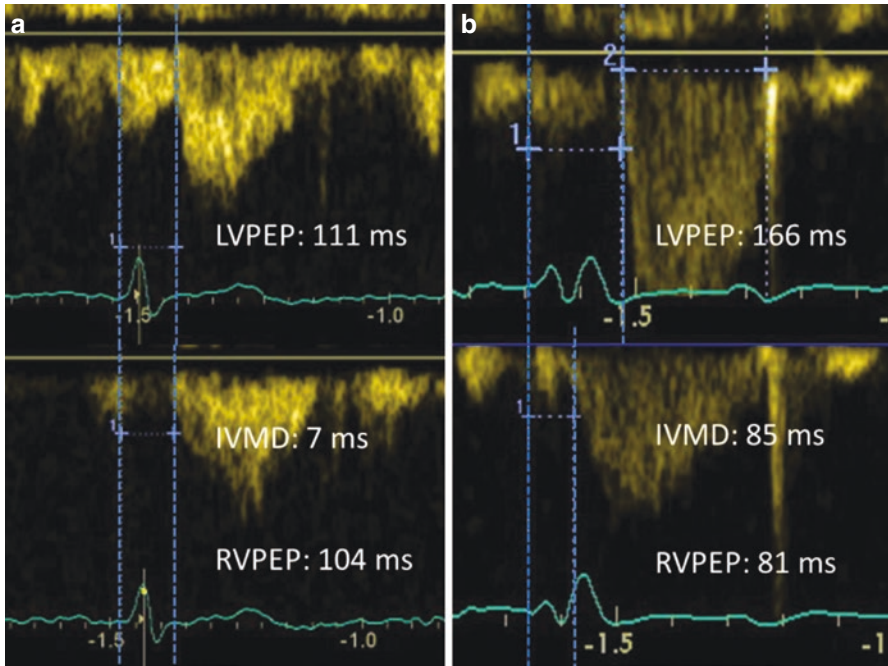 a
1
LVPEP: 111 ms
-1.5
-1.0
1
IVMD: 7 ms
RVPEP: 104 ms
-1.5
-1.0
b
2
1
LVPEP: 166 ms
-1.5
-
1
IVMD: 85 ms
RVPEP: 81 ms
-1.5
-1